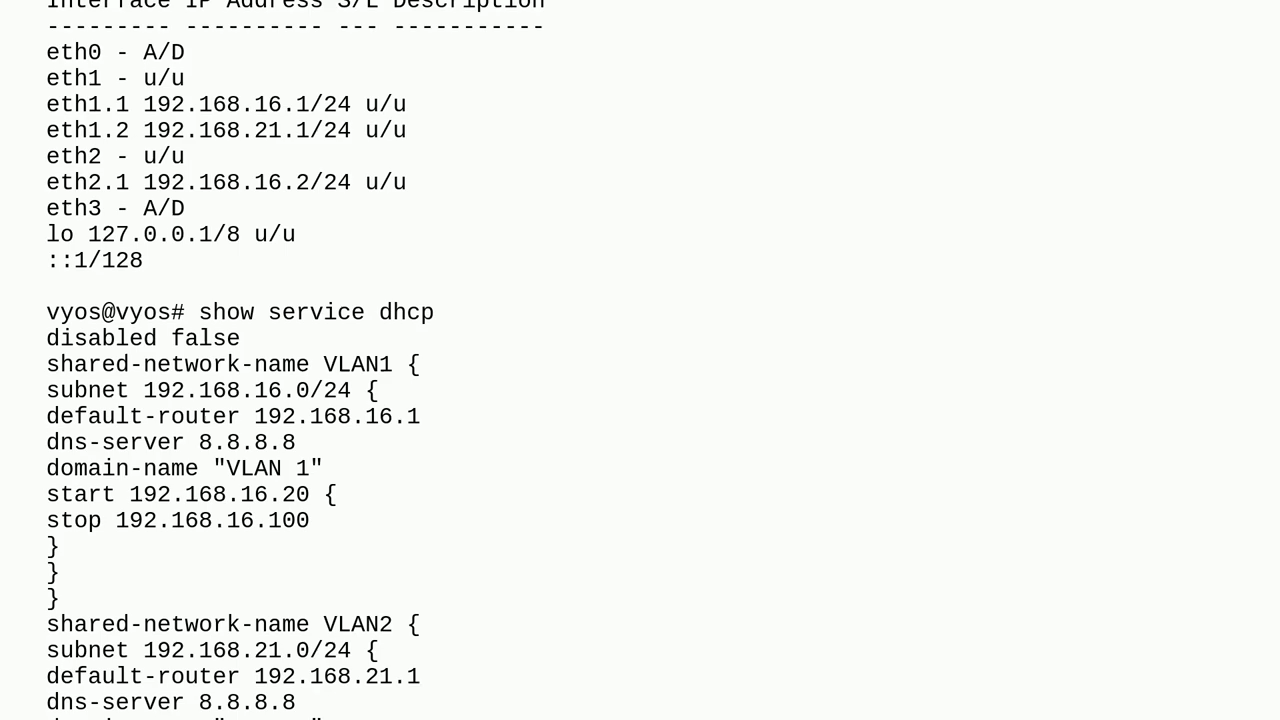 Interface IP Address S/L Description
--------- ---------- --- -----------
eth0 - A/D
eth1 - u/u
eth1.1 192.168.16.1/24 u/u
eth1.2 192.168.21.1/24 u/u
eth2 - u/u
eth2.1 192.168.16.2/24 u/u
eth3 - A/D
lo 127.0.0.1/8 u/u
::1/128

vyos@vyos# show service dhcp
disabled false
shared-network-name VLAN1 {
subnet 192.168.16.0/24 {
default-router 192.168.16.1
dns-server 8.8.8.8
domain-name "VLAN 1"
start 192.168.16.20 {
stop 192.168.16.100
}
}
}
shared-network-name VLAN2 {
subnet 192.168.21.0/24 {
default-router 192.168.21.1
dns-server 8.8.8.8